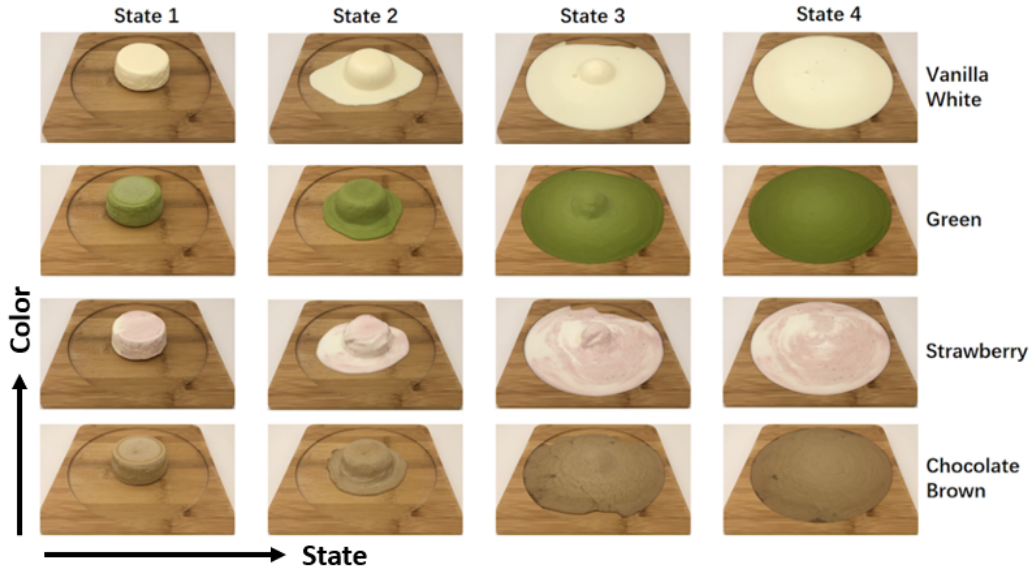 State 1
State 2
State 3
State 4
Vanilla
White
Green
Strawberry
Chocolate
Brown
Color
State